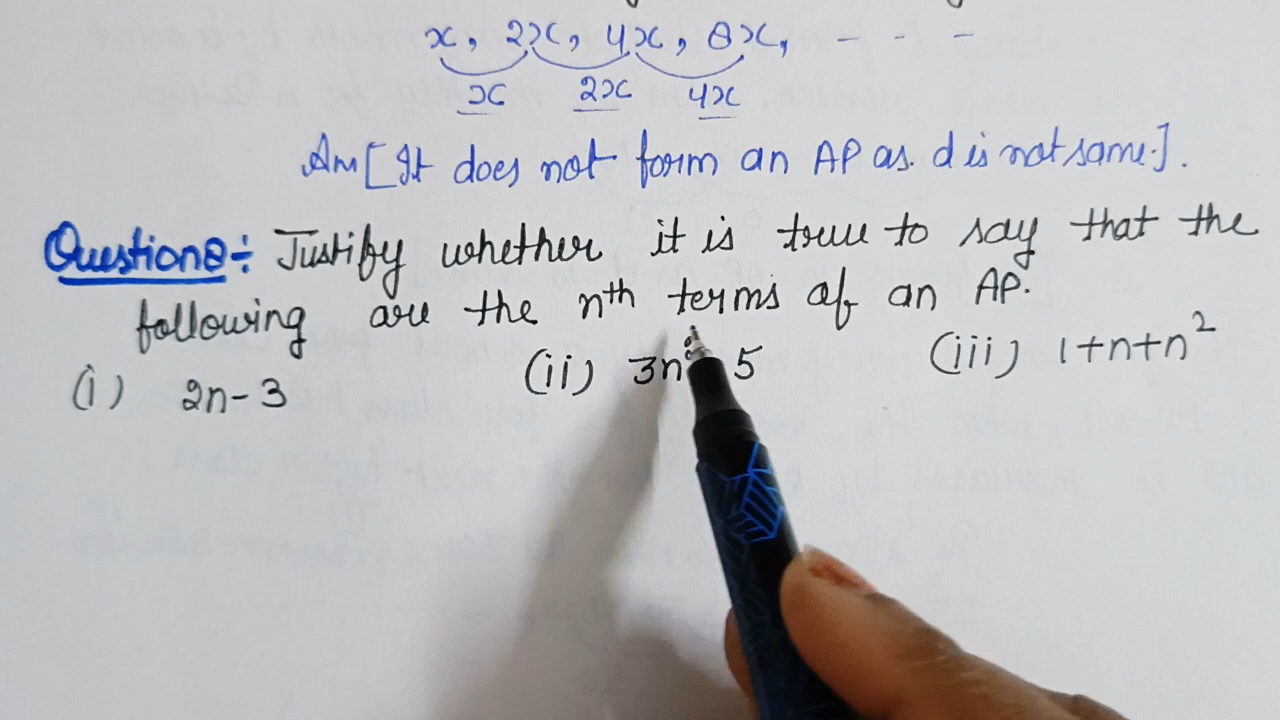 x, 2x, 4x, 8x, - - -
x 2x 4x
Ans [It does not form an AP as d is not same.].
Question8:- Justify whether it is true to say that the
following are the nth terms of an AP.
(i) 2n-3 (ii) 3n² 5 (iii) 1+n+n²